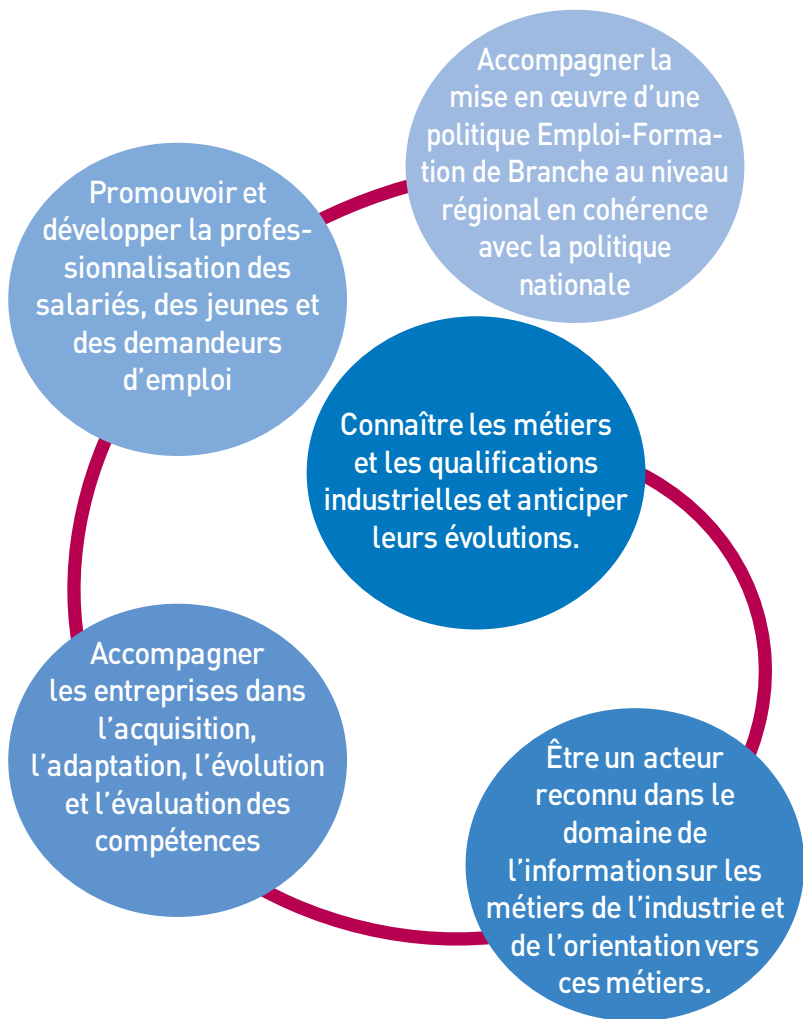 Accompagner la
mise en œuvre d'une
politique Emploi-Forma-
tion de Branche au niveau
régional en cohérence
avec la politique
nationale
Promouvoir et
développer la profes-
sionnalisation des
salariés, des jeunes et
des demandeurs
d'emploi
Connaître les métiers
et les qualifications
industrielles et anticiper
leurs évolutions.
Accompagner
les entreprises dans
l'acquisition,
l'adaptation, l'évolution
et l'évaluation des
compétences
Être un acteur
reconnu dans le
domaine de
l'information sur les
métiers de l'industrie et
de l'orientation vers
ces métiers.